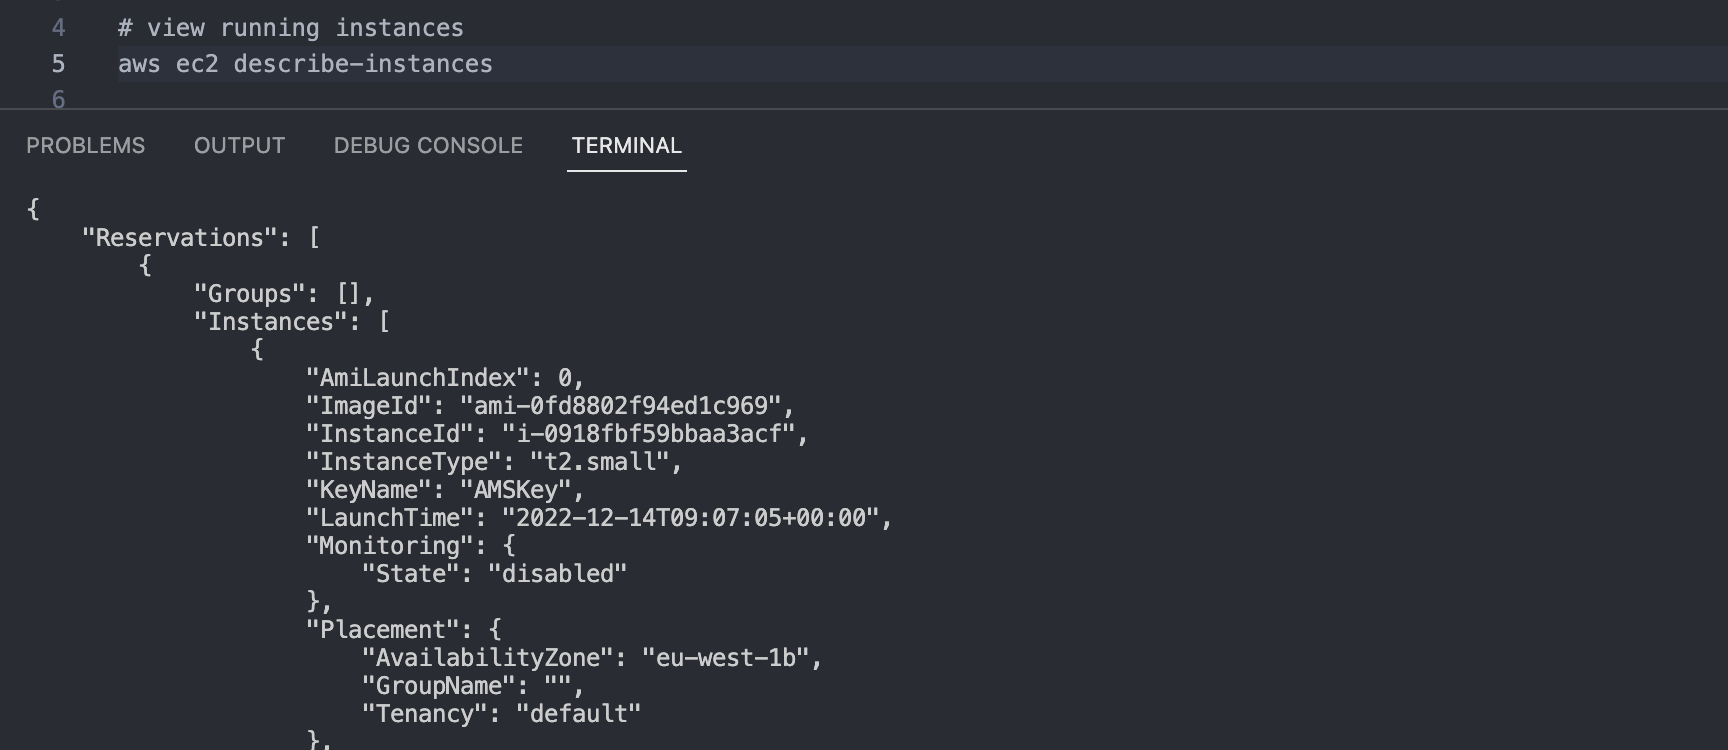 4 # view running instances
5 aws ec2 describe-instances
6
PROBLEMS OUTPUT DEBUG CONSOLE TERMINAL
{
    "Reservations": [
        {
            "Groups": [],
            "Instances": [
                {
                    "AmiLaunchIndex": 0,
                    "ImageId": "ami-0fd8802f94ed1c969",
                    "InstanceId": "i-0918fbf59bbaa3acf",
                    "InstanceType": "t2.small",
                    "KeyName": "AMSKey",
                    "LaunchTime": "2022-12-14T09:07:05+00:00",
                    "Monitoring": {
                        "State": "disabled"
                    },
                    "Placement": {
                        "AvailabilityZone": "eu-west-1b",
                        "GroupName": "",
                        "Tenancy": "default"
                    },